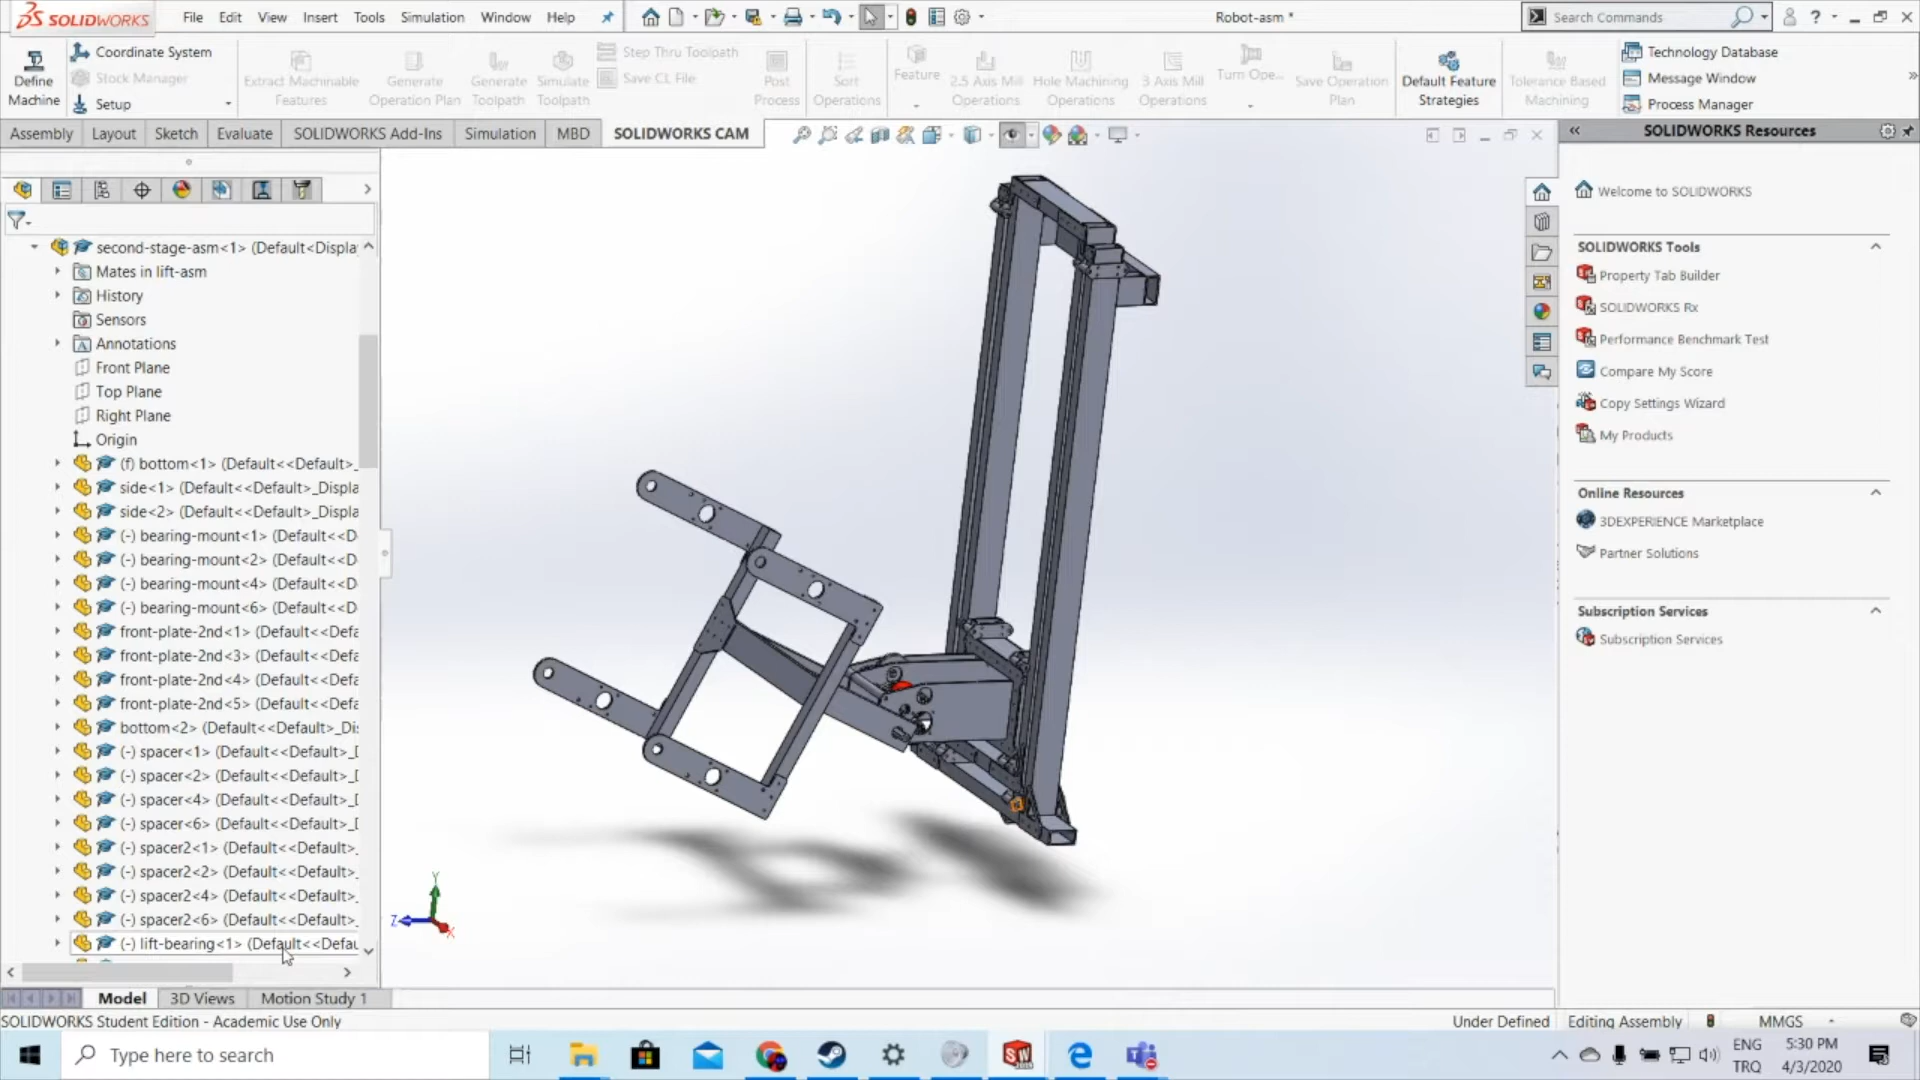 SOLIDWORKS
File Edit View Insert Tools Simulation Window Help
Robot-asm *
Search Commands
Define Machine
Coordinate System
Stock Manager
Setup
Extract Machinable Features
Generate Operation Plan
Generate Toolpath
Simulate Toolpath
Step Thru Toolpath
Save CL File
Post Process
Sort Operations
Feature
2.5 Axis Mill Operations
Hole Machining Operations
3 Axis Mill Operations
Turn Ope...
Save Operation Plan
Default Feature Strategies
Tolerance Based Machining
Technology Database
Message Window
Process Manager
Assembly Layout Sketch Evaluate SOLIDWORKS Add-Ins Simulation MBD SOLIDWORKS CAM
second-stage-asm<1> (Default<Displa
Mates in lift-asm
History
Sensors
Annotations
Front Plane
Top Plane
Right Plane
Origin
(f) bottom<1> (Default<<Default>_
side<1> (Default<<Default>_Displa
side<2> (Default<<Default>_Displa
(-) bearing-mount<1> (Default<<D
(-) bearing-mount<2> (Default<<D
(-) bearing-mount<4> (Default<<D
(-) bearing-mount<6> (Default<<D
front-plate-2nd<1> (Default<<Defa
front-plate-2nd<3> (Default<<Defa
front-plate-2nd<4> (Default<<Defa
front-plate-2nd<5> (Default<<Defa
bottom<2> (Default<<Default>_Dis
(-) spacer<1> (Default<<Default>_D
(-) spacer<2> (Default<<Default>_D
(-) spacer<4> (Default<<Default>_D
(-) spacer<6> (Default<<Default>_D
(-) spacer2<1> (Default<<Default>_
(-) spacer2<2> (Default<<Default>_
(-) spacer2<4> (Default<<Default>_
(-) spacer2<6> (Default<<Default>_
(-) lift-bearing<1> (Default<<Defau
Y
Z
X
SOLIDWORKS Resources
Welcome to SOLIDWORKS
SOLIDWORKS Tools
Property Tab Builder
SOLIDWORKS Rx
Performance Benchmark Test
Compare My Score
Copy Settings Wizard
My Products
Online Resources
3DEXPERIENCE Marketplace
Partner Solutions
Subscription Services
Subscription Services
Model 3D Views Motion Study 1
SOLIDWORKS Student Edition - Academic Use Only
Under Defined Editing Assembly MMGS
Type here to search
ENG
TRQ
5:30 PM
4/3/2020